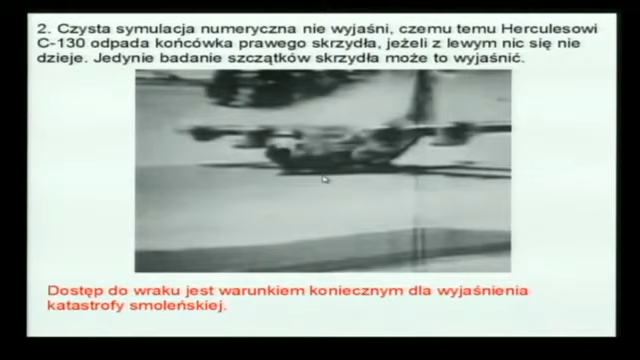 2. Czysta symulacja numeryczna nie wyjaśni, czemu temu Herculesowi
C-130 odpada końcówka prawego skrzydła, jeżeli z lewym nic się nie
dzieje. Jedynie badanie szczątków skrzydła może to wyjaśnić.
Dostęp do wraku jest warunkiem koniecznym dla wyjaśnienia
katastrofy smoleńskiej.